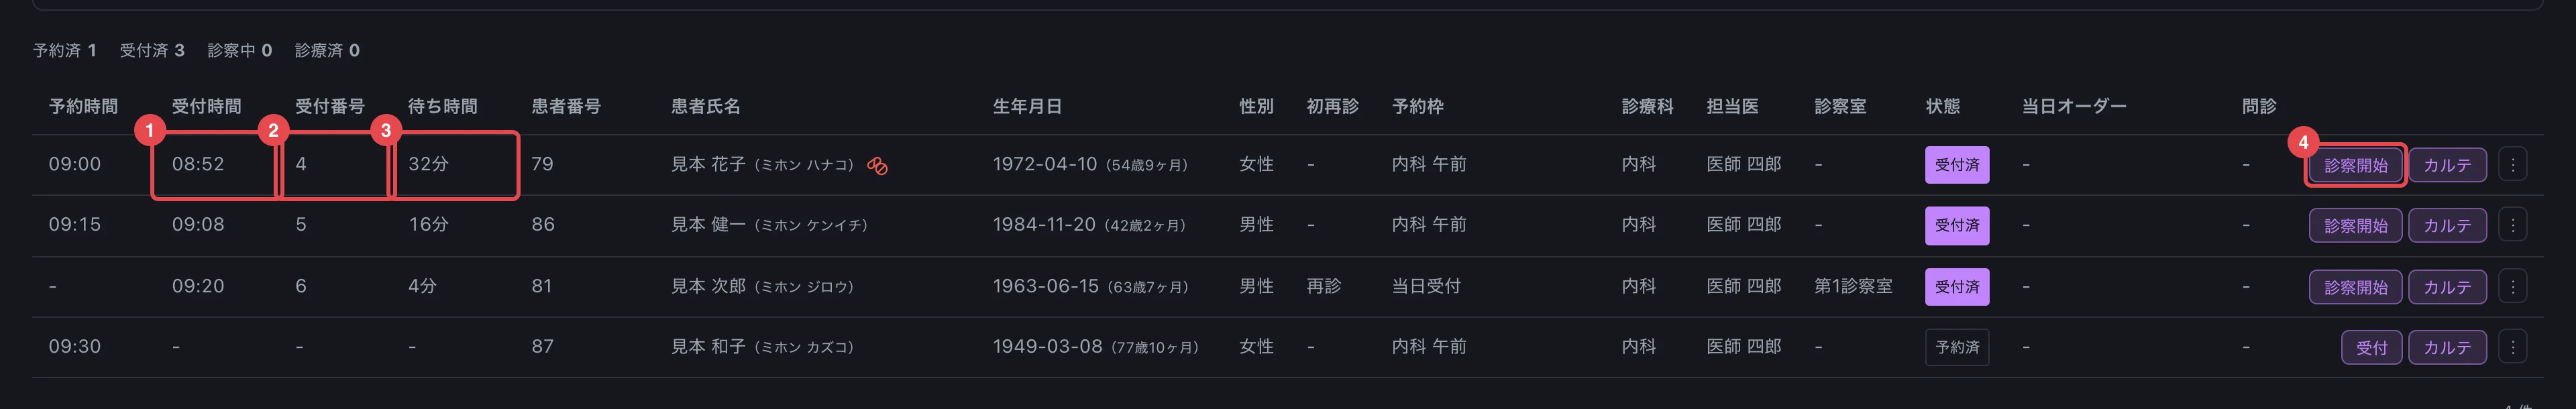 予約済 1 受付済 3 診察中 0 診療済 0
予約時間 受付時間 受付番号 待ち時間 患者番号 患者氏名 生年月日 性別 初再診 予約枠 診療科 担当医 診察室 状態 当日オーダー 問診
1 2 3 4
09:00 08:52 4 32分 79 見本 花子（ミホン ハナコ） 1972-04-10（54歳9ヶ月） 女性 - 内科 午前 内科 医師 四郎 - 受付済 - - 診察開始 カルテ
09:15 09:08 5 16分 86 見本 健一（ミホン ケンイチ） 1984-11-20（42歳2ヶ月） 男性 - 内科 午前 内科 医師 四郎 - 受付済 - - 診察開始 カルテ
- 09:20 6 4分 81 見本 次郎（ミホン ジロウ） 1963-06-15（63歳7ヶ月） 男性 再診 当日受付 内科 医師 四郎 第1診察室 受付済 - - 診察開始 カルテ
09:30 - - - 87 見本 和子（ミホン カズコ） 1949-03-08（77歳10ヶ月） 女性 - 内科 午前 内科 医師 四郎 - 予約済 - - 受付 カルテ